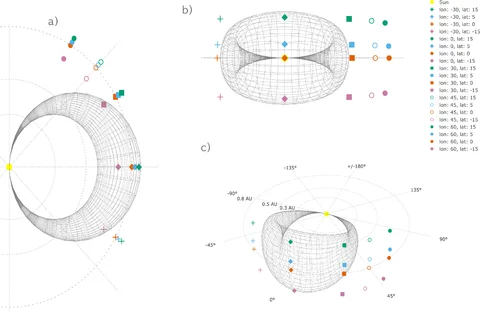 a)
b)
c)
Sun
lon: -30, lat: 15
lon: -30, lat: 5
lon: -30, lat: 0
lon: -30, lat: -15
lon: 0, lat: 15
lon: 0, lat: 5
lon: 0, lat: 0
lon: 0, lat: -15
lon: 30, lat: 15
lon: 30, lat: 5
lon: 30, lat: 0
lon: 30, lat: -15
lon: 45, lat: 15
lon: 45, lat: 5
lon: 45, lat: 0
lon: 45, lat: -15
lon: 60, lat: 15
lon: 60, lat: 5
lon: 60, lat: 0
lon: 60, lat: -15
-135°
+/-180°
135°
-90°
0.8 AU
0.5 AU
0.3 AU
90°
-45°
0°
45°